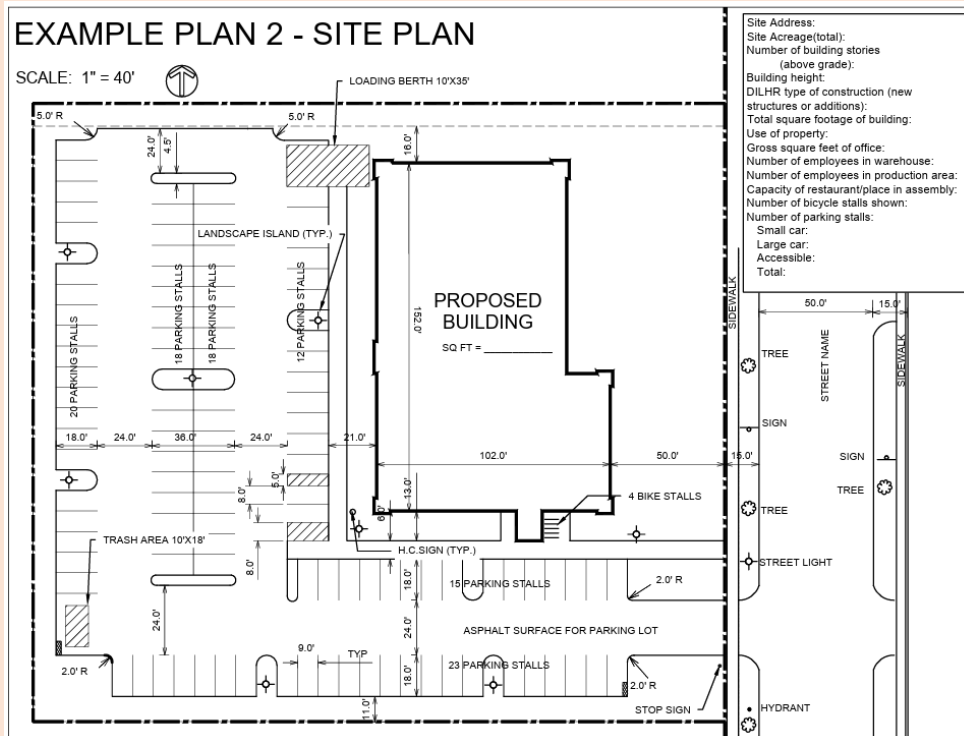 EXAMPLE PLAN 2 - SITE PLAN
SCALE: 1" = 40'
LOADING BERTH 10'X35'
Site Address:
Site Acreage(total):
Number of building stories
(above grade):
Building height:
DILHR type of construction (new
structures or additions):
Total square footage of building:
Use of property:
Gross square feet of office:
Number of employees in warehouse:
Number of employees in production area:
Capacity of restaurant/place in assembly:
Number of bicycle stalls shown:
Number of parking stalls:
Small car:
Large car:
Accessible:
Total:
5.0' R
5.0' R
24.0'
4.5'
16.0'
LANDSCAPE ISLAND (TYP.)
20 PARKING STALLS
18 PARKING STALLS
18 PARKING STALLS
12 PARKING STALLS
152.0'
PROPOSED
BUILDING
SQ FT = ____________
SIDEWALK
50.0'
15.0'
STREET NAME
SIDEWALK
TREE
SIGN
SIGN
TREE
TREE
18.0'
24.0'
36.0'
24.0'
21.0'
102.0'
50.0'
15.0'
5.0'
8.0'
8.0'
13.0'
4 BIKE STALLS
TRASH AREA 10'X18'
H.C.SIGN (TYP.)
STREET LIGHT
18.0'
15 PARKING STALLS
2.0' R
24.0'
24.0'
ASPHALT SURFACE FOR PARKING LOT
9.0'
TYP
23 PARKING STALLS
18.0'
2.0' R
2.0' R
11.0'
STOP SIGN
HYDRANT